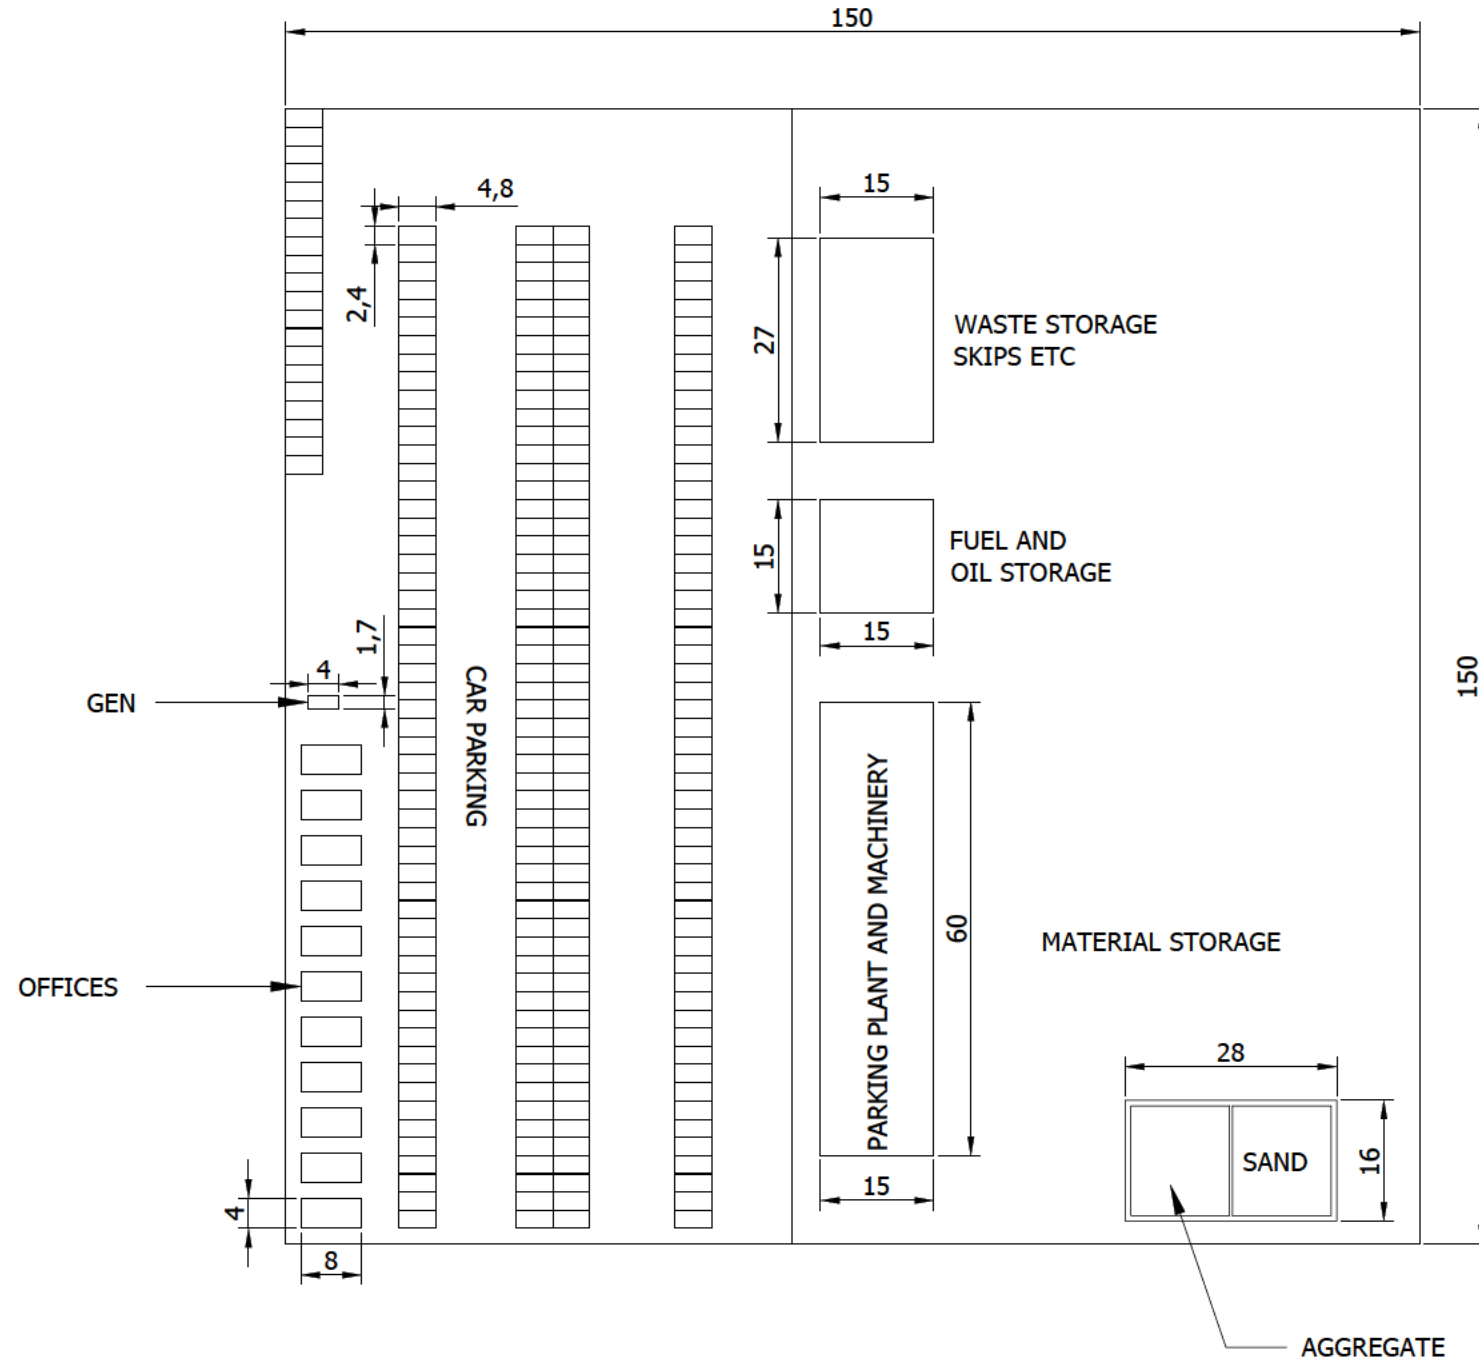 150
4,8
15
2,4
27
WASTE STORAGE
SKIPS ETC
15
FUEL AND
OIL STORAGE
15
1,7
4
GEN
CAR PARKING
150
PARKING PLANT AND MACHINERY
60
MATERIAL STORAGE
OFFICES
28
SAND
16
15
4
8
AGGREGATE